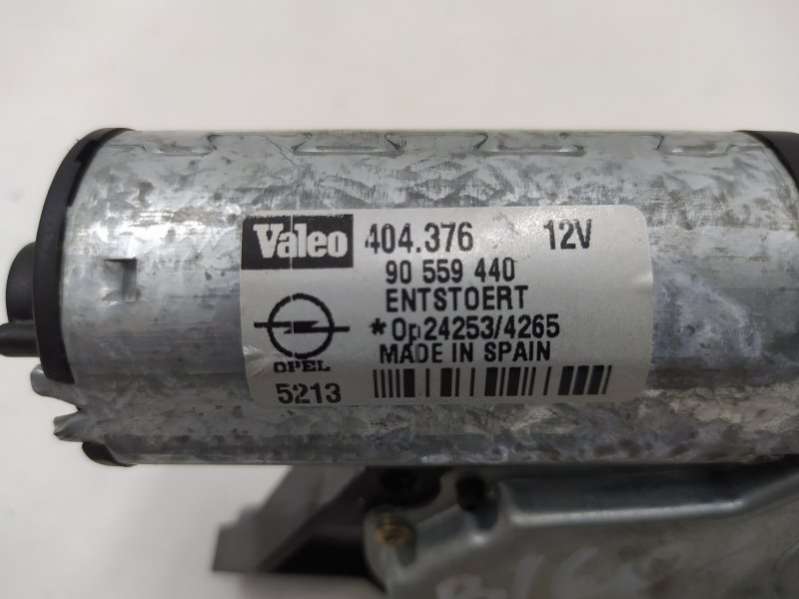 Valeo 404.376 12V
90 559 440
ENTSTOERT
*Op24253/4265
MADE IN SPAIN
OPEL
5213